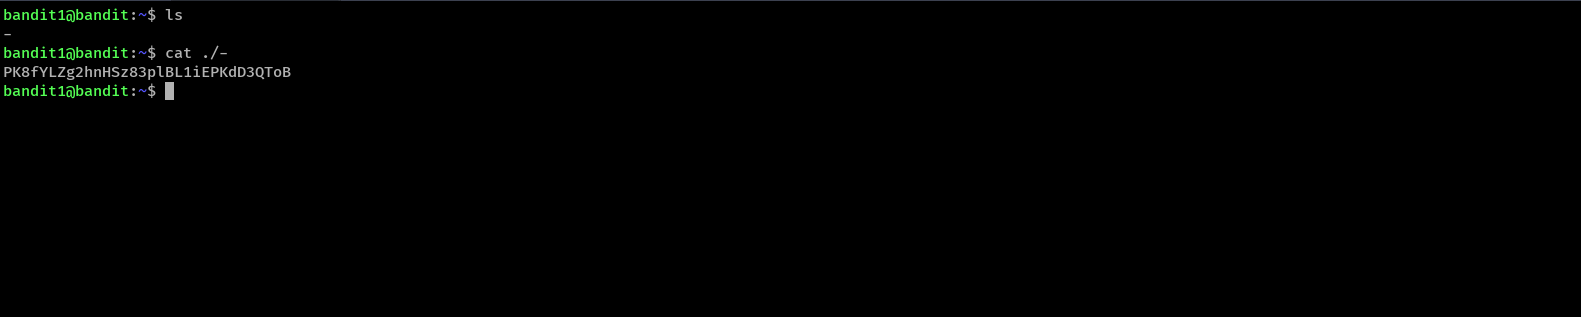 bandit1@bandit:~$ ls
-
bandit1@bandit:~$ cat ./-
PK8fYLZg2hnHSz83plBL1iEPKdD3QToB
bandit1@bandit:~$